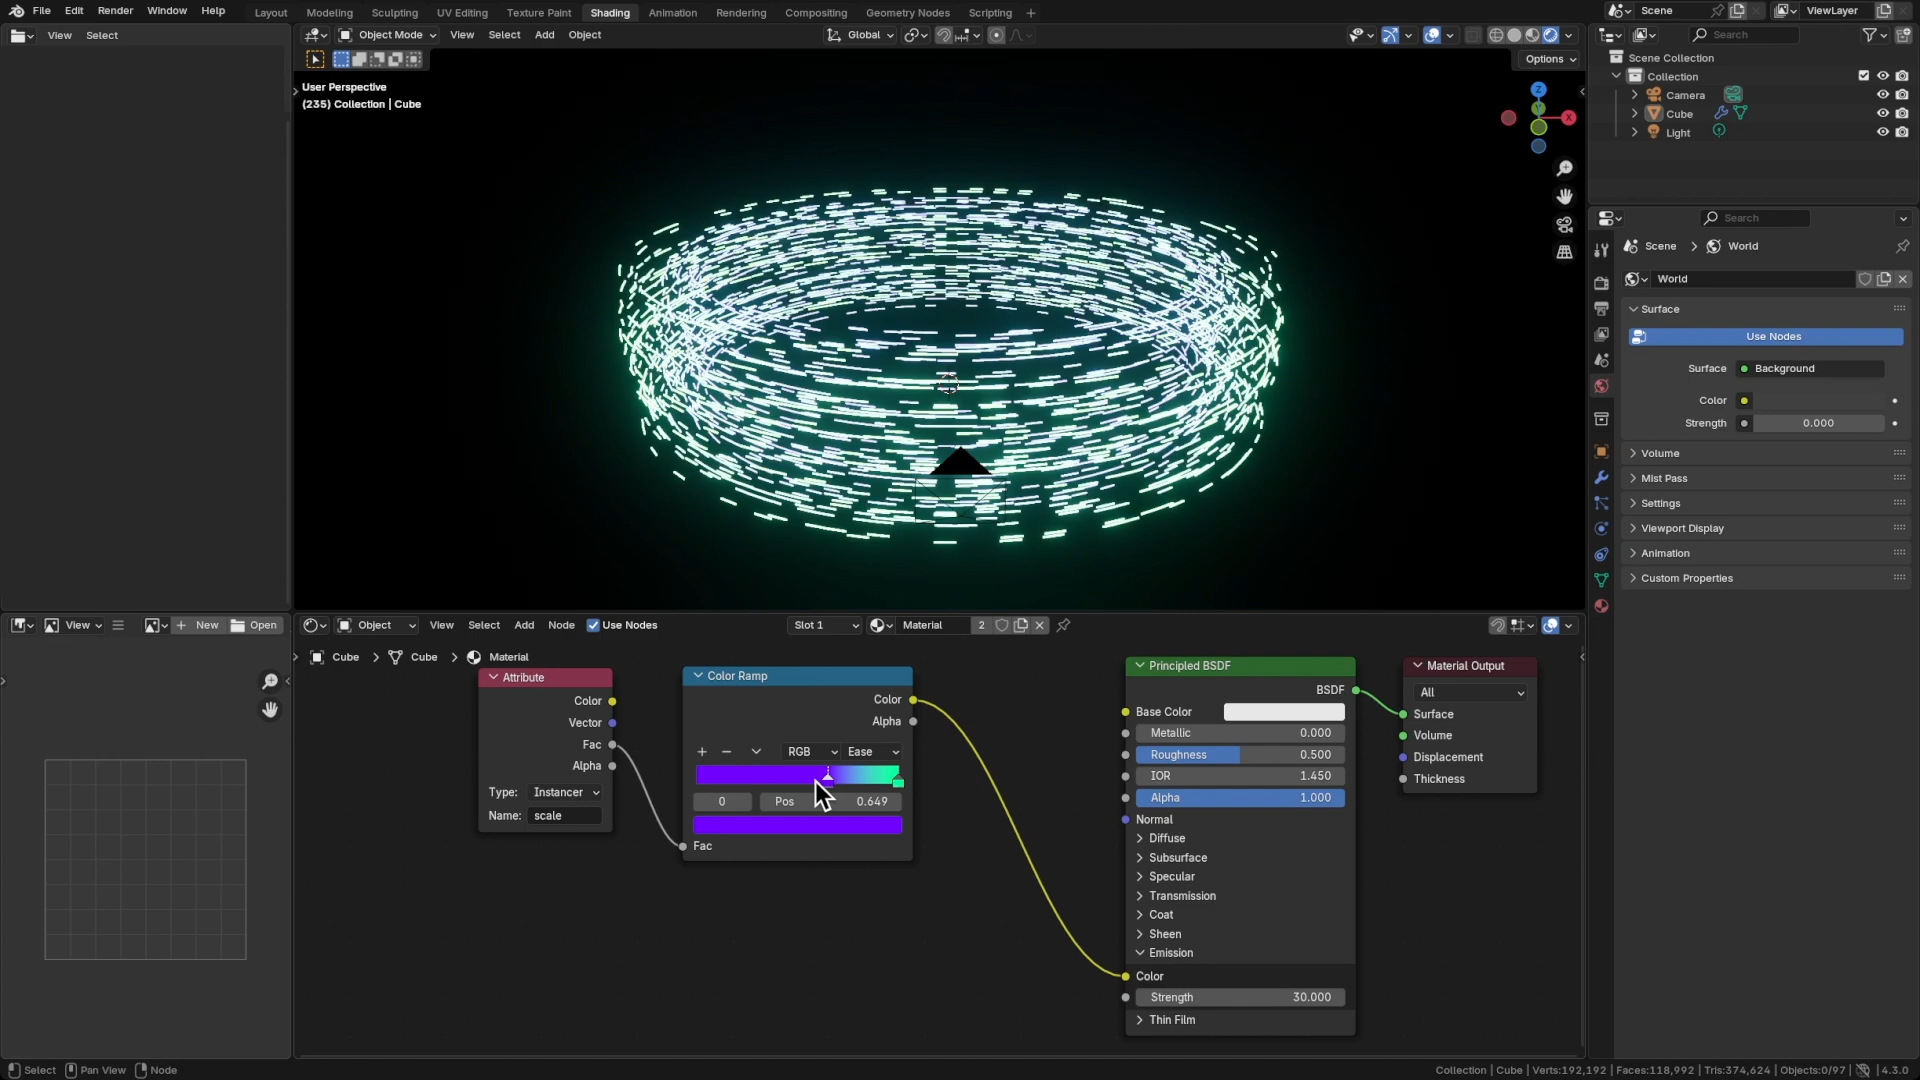 File Edit Render Window Help
Layout Modeling Sculpting UV Editing Texture Paint Shading Animation Rendering Compositing Geometry Nodes Scripting
Scene
ViewLayer
View Select
Object Mode View Select Add Object
Global
Options
User Perspective
(235) Collection | Cube
Z
Y
X
Search
Scene Collection
Collection
Camera
Cube
Light
Search
Scene > World
World
Surface
Use Nodes
Surface Background
Color
Strength 0.000
Volume
Mist Pass
Settings
Viewport Display
Animation
Custom Properties
View New Open
Object View Select Add Node Use Nodes Slot 1 Material 2
Cube > Cube > Material
Attribute
Color
Vector
Fac
Alpha
Type: Instancer
Name: scale
Color Ramp
Color
Alpha
RGB Ease
0 Pos 0.649
Fac
Principled BSDF
BSDF
Base Color
Metallic 0.000
Roughness 0.500
IOR 1.450
Alpha 1.000
Normal
Diffuse
Subsurface
Specular
Transmission
Coat
Sheen
Emission
Color
Strength 30.000
Thin Film
Material Output
All
Surface
Volume
Displacement
Thickness
Select Pan View Node
Collection | Cube | Verts:192,192 | Faces:118,992 | Tris:374,624 | Objects:0/97 | 4.3.0